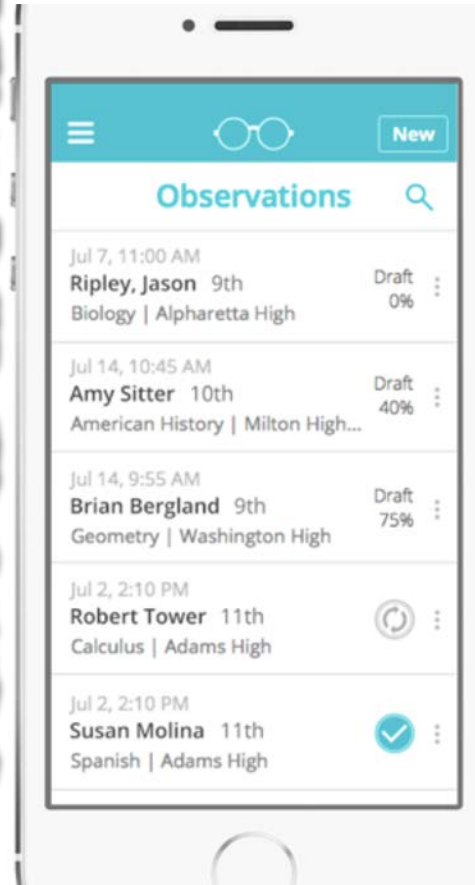 New
Observations
Jul 7, 11:00 AM
Ripley, Jason 9th
Draft
0%
Biology | Alpharetta High
Jul 14, 10:45 AM
Amy Sitter 10th
Draft
40%
American History | Milton High...
Jul 14, 9:55 AM
Brian Bergland 9th
Draft
75%
Geometry | Washington High
Jul 2, 2:10 PM
Robert Tower 11th
Calculus | Adams High
Jul 2, 2:10 PM
Susan Molina 11th
Spanish | Adams High